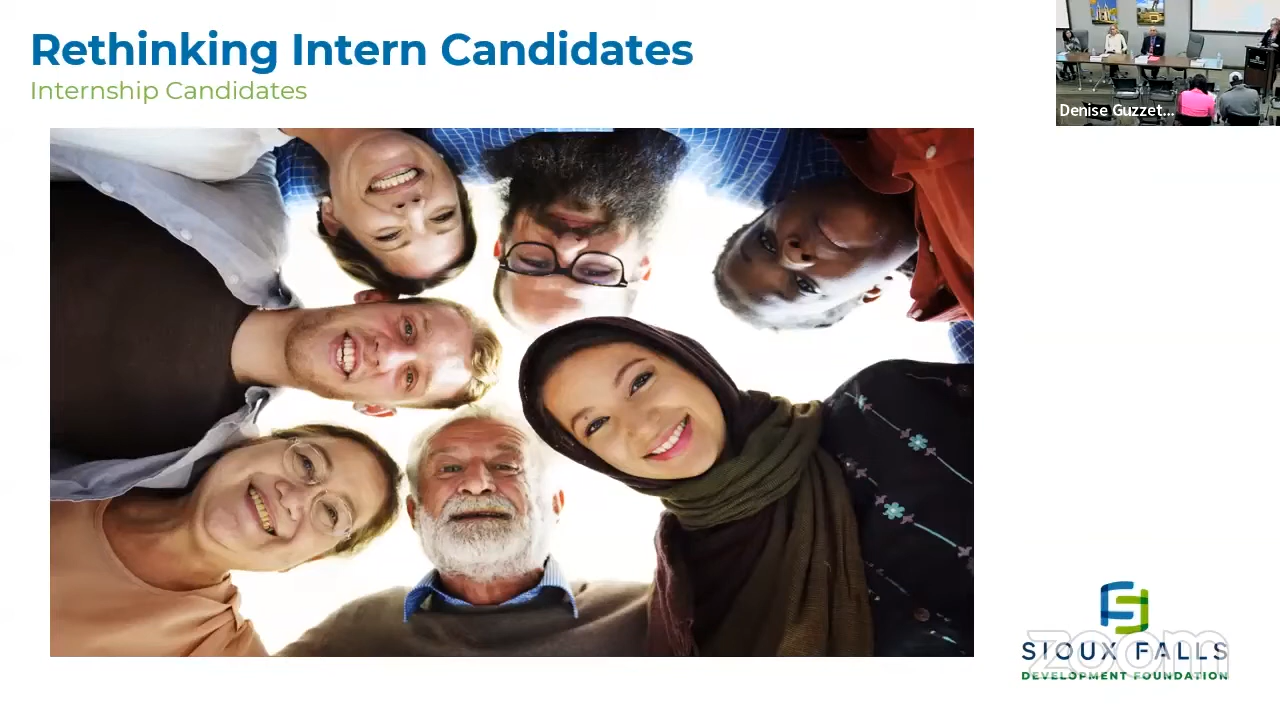 Rethinking Intern Candidates
Internship Candidates
Denise Guzzet...
SIOUX FALLS
DEVELOPMENT FOUNDATION
zoom